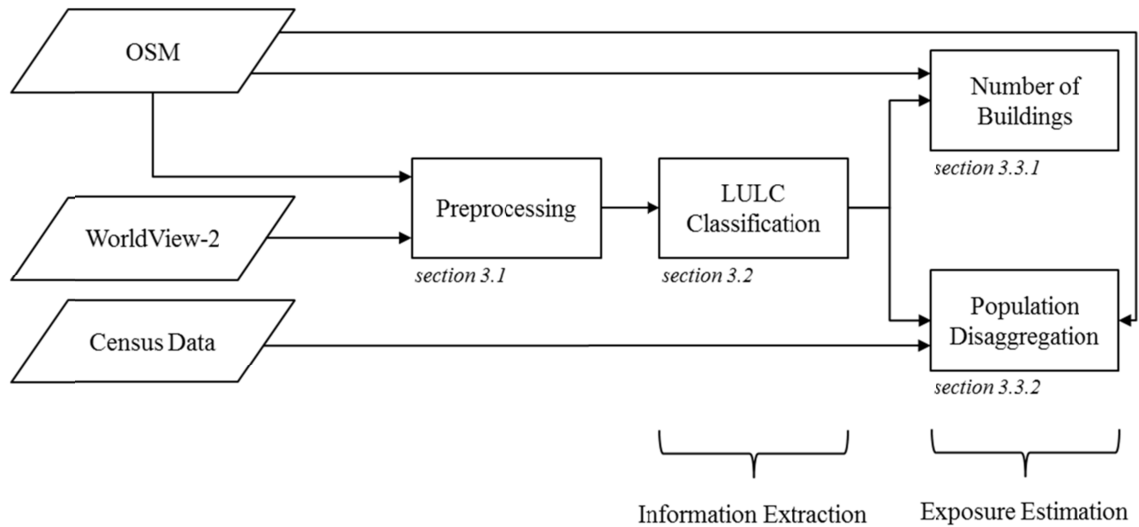 OSM
Number of
Buildings
section 3.3.1
Preprocessing
section 3.1
LULC
Classification
section 3.2
WorldView-2
Census Data
Population
Disaggregation
section 3.3.2
Information Extraction
Exposure Estimation